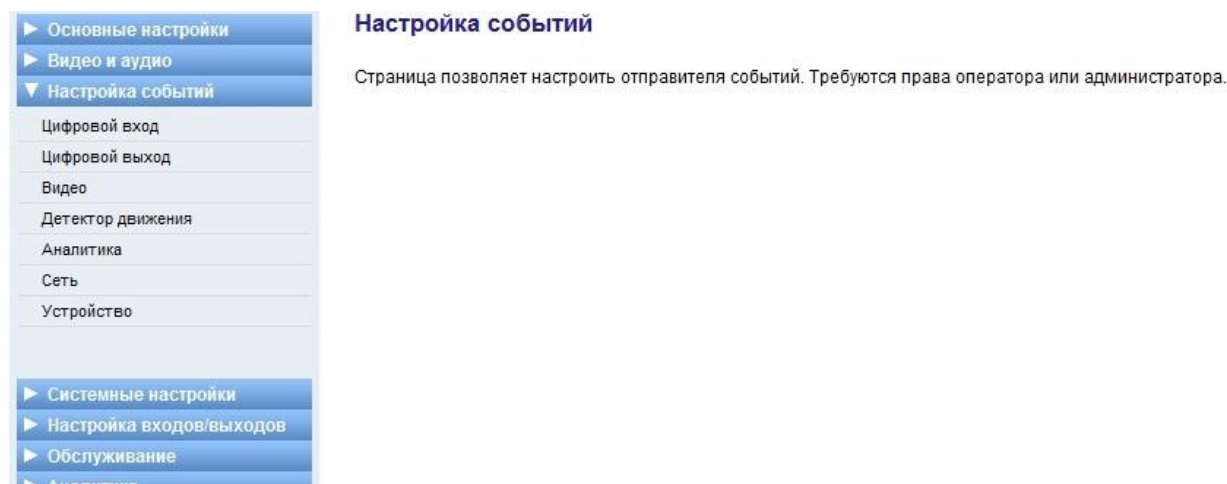 Основные настройки
Видео и аудио
Настройка событий
Цифровой вход
Цифровой выход
Видео
Детектор движения
Аналитика
Сеть
Устройство
Системные настройки
Настройка входов/выходов
Обслуживание
Настройка событий
Страница позволяет настроить отправителя событий. Требуются права оператора или администратора.